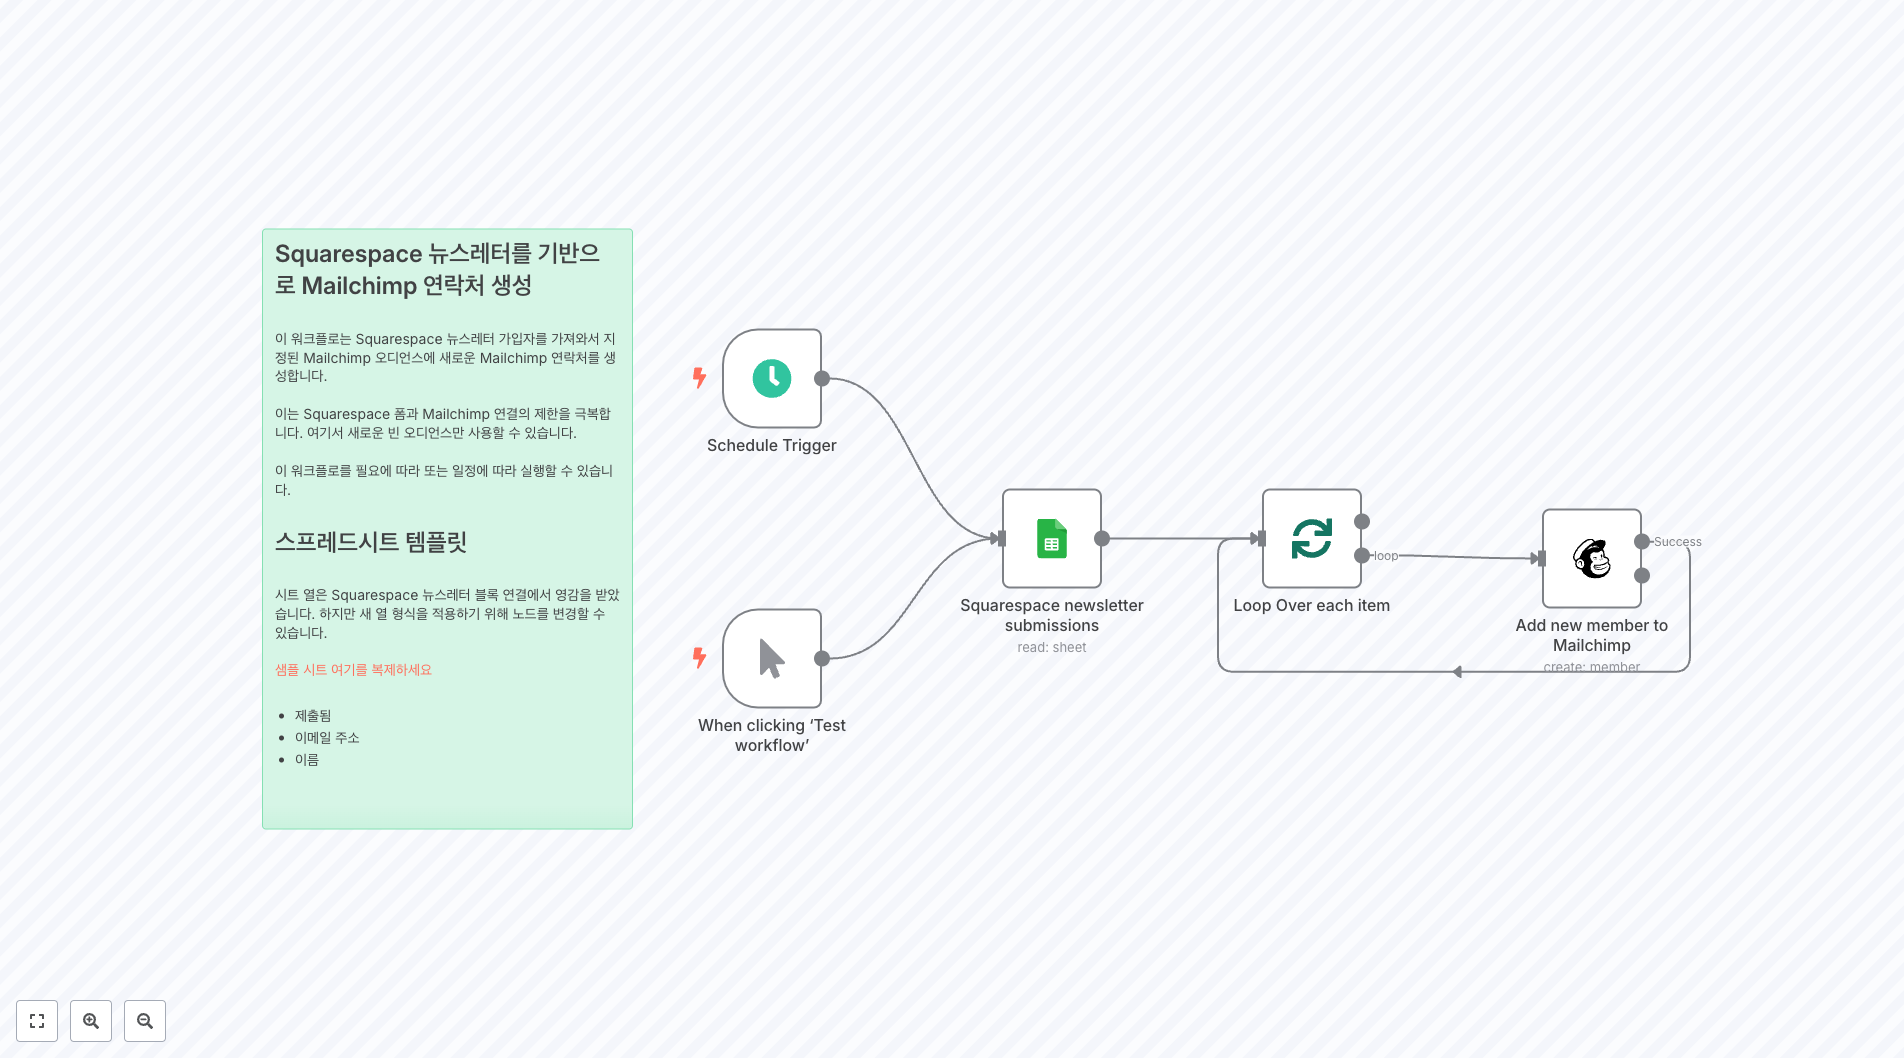 Squarespace 뉴스레터를 기반으
로 Mailchimp 연락처 생성
이 워크플로는 Squarespace 뉴스레터 가입자를 가져와서 지
정된 Mailchimp 오디언스에 새로운 Mailchimp 연락처를 생
성합니다.
이는 Squarespace 폼과 Mailchimp 연결의 제한을 극복합
니다. 여기서 새로운 빈 오디언스만 사용할 수 있습니다.
이 워크플로를 필요에 따라 또는 일정에 따라 실행할 수 있습니
다.
스프레드시트 템플릿
시트 열은 Squarespace 뉴스레터 블록 연결에서 영감을 받았
습니다. 하지만 새 열 형식을 적용하기 위해 노드를 변경할 수
있습니다.
샘플 시트 여기를 복제하세요
• 제출됨
• 이메일 주소
• 이름
Schedule Trigger
When clicking ‘Test
workflow’
Squarespace newsletter
submissions
read: sheet
Loop Over each item
loop
Add new member to
Mailchimp
create: member
Success